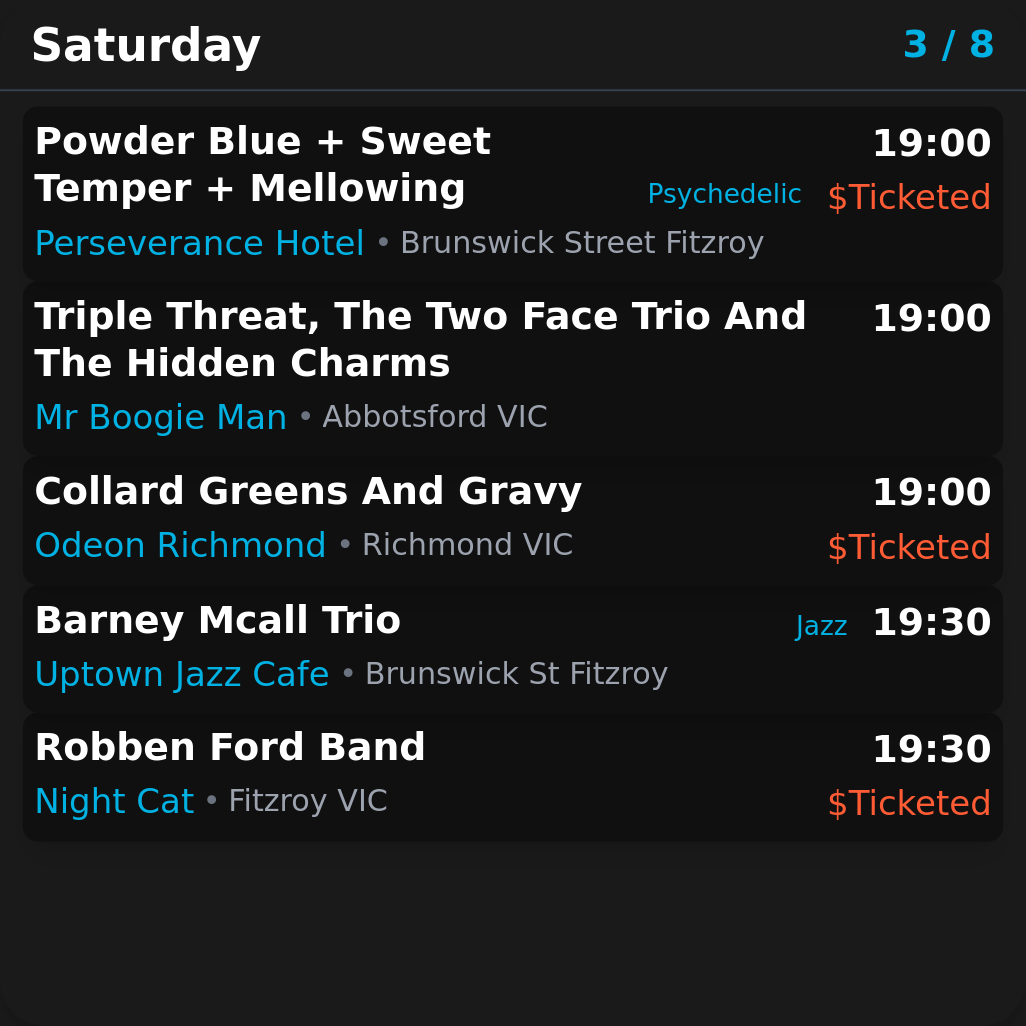 Saturday 3 / 8
Powder Blue + Sweet 19:00
Temper + Mellowing Psychedelic $Ticketed
Perseverance Hotel • Brunswick Street Fitzroy
Triple Threat, The Two Face Trio And 19:00
The Hidden Charms
Mr Boogie Man • Abbotsford VIC
Collard Greens And Gravy 19:00
Odeon Richmond • Richmond VIC $Ticketed
Barney Mcall Trio Jazz 19:30
Uptown Jazz Cafe • Brunswick St Fitzroy
Robben Ford Band 19:30
Night Cat • Fitzroy VIC $Ticketed